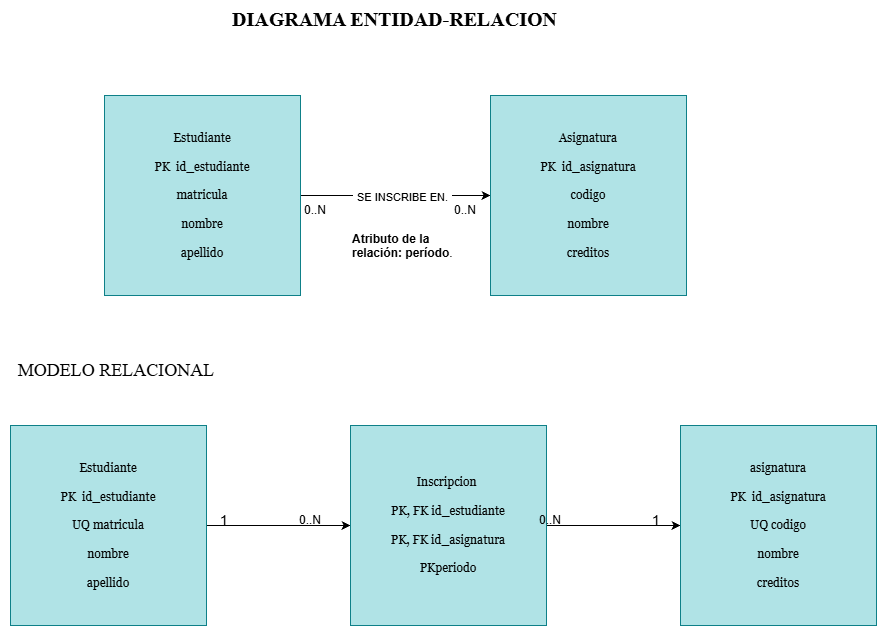 DIAGRAMA ENTIDAD-RELACION
Estudiante
PK id_estudiante
matricula
nombre
apellido
SE INSCRIBE EN.
0..N
0..N
Atributo de la
relación: período.
Asignatura
PK id_asignatura
codigo
nombre
creditos
MODELO RELACIONAL
Estudiante
PK id_estudiante
UQ matricula
nombre
apellido
1
0..N
Inscripcion
PK, FK id_estudiante
PK, FK id_asignatura
PKperiodo
0..N
1
asignatura
PK id_asignatura
UQ codigo
nombre
creditos